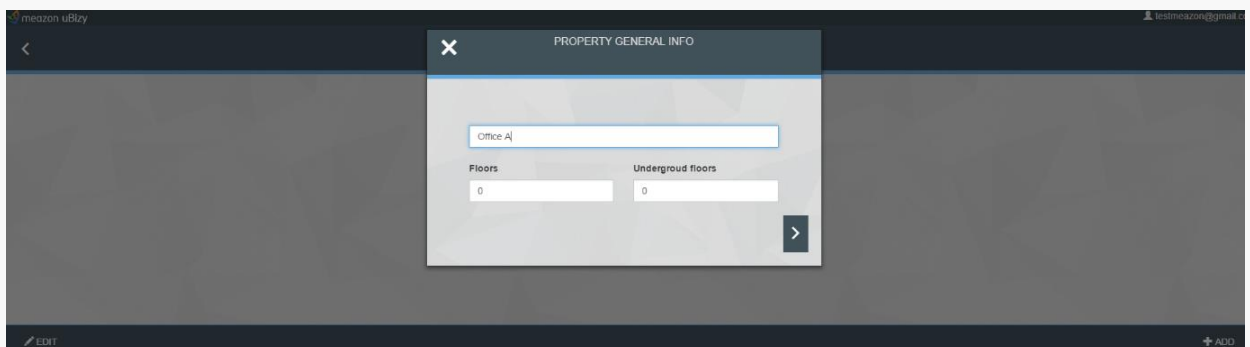 meazon uBizy
testmeazon@gmail.c
PROPERTY GENERAL INFO
Office A
Floors
Undergroud floors
0
0
EDIT
+ ADD